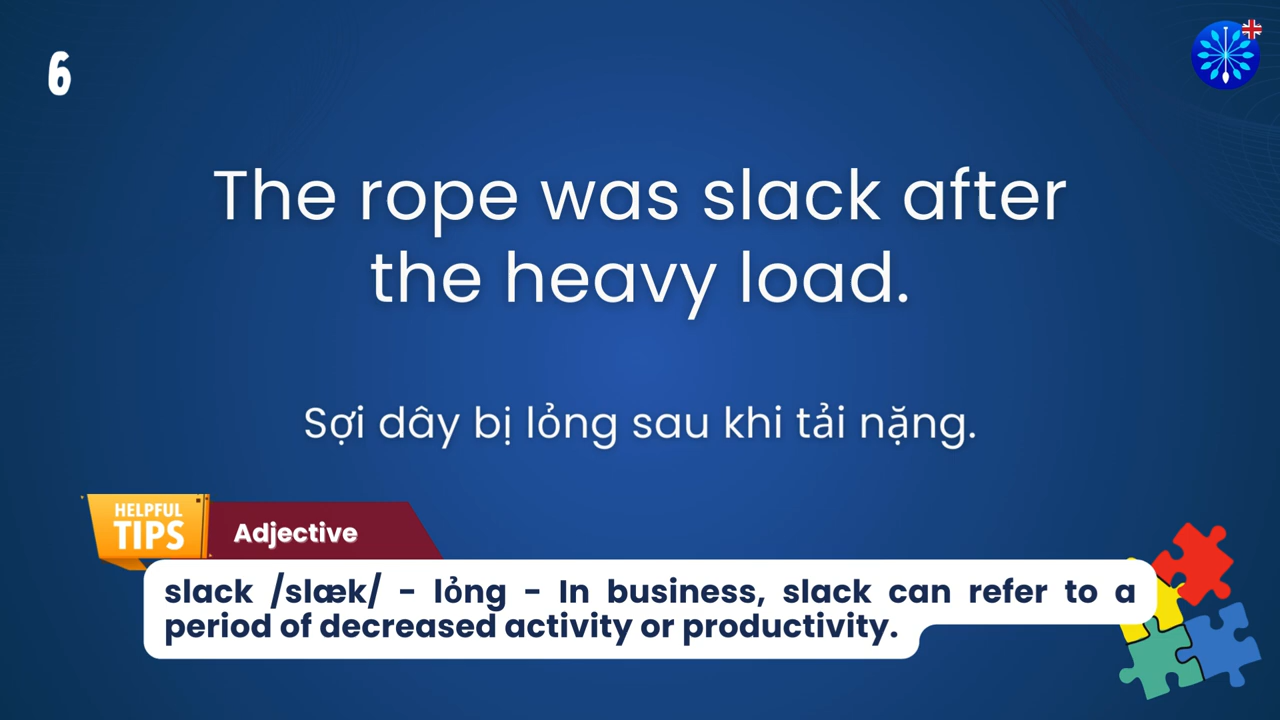 6
The rope was slack after
the heavy load.
Sợi dây bị lỏng sau khi tải nặng.
HELPFUL
TIPS
Adjective
slack /slæk/ - lỏng - In business, slack can refer to a
period of decreased activity or productivity.